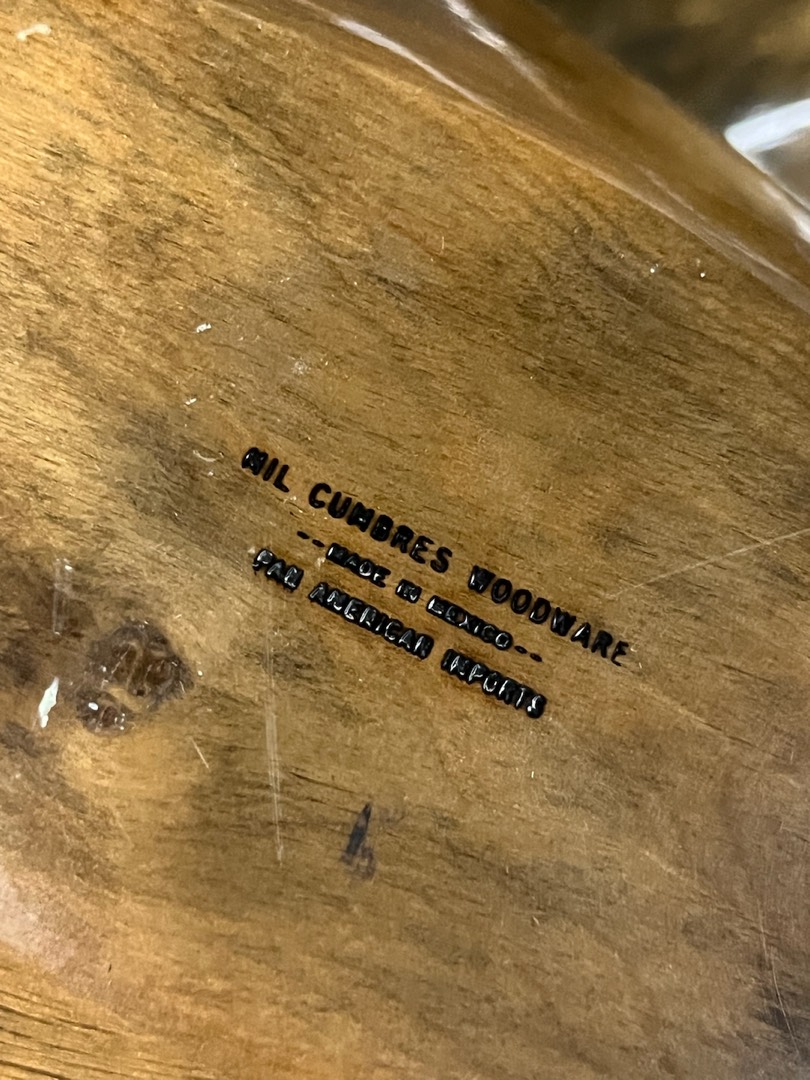 MIL CUMBRES WOODWARE
--MADE IN MEXICO--
PAN AMERICAN IMPORTS